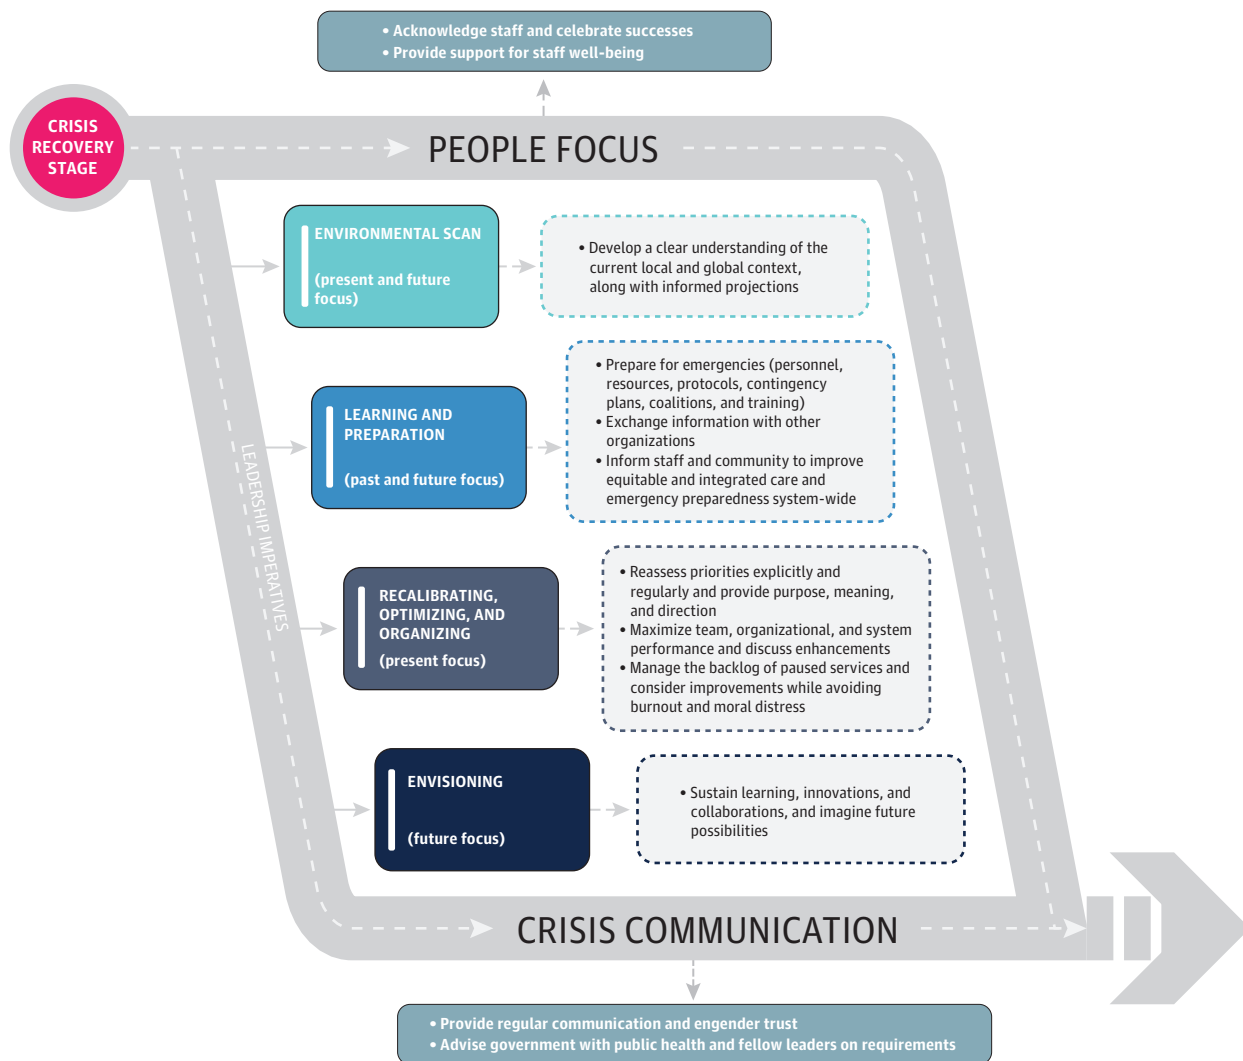 • Acknowledge staff and celebrate successes
• Provide support for staff well-being
CRISIS
RECOVERY
STAGE
PEOPLE FOCUS
LEADERSHIP IMPERATIVES
ENVIRONMENTAL SCAN
(present and future
focus)
• Develop a clear understanding of the
current local and global context,
along with informed projections
LEARNING AND
PREPARATION
(past and future focus)
• Prepare for emergencies (personnel,
resources, protocols, contingency
plans, coalitions, and training)
• Exchange information with other
organizations
• Inform staff and community to improve
equitable and integrated care and
emergency preparedness system-wide
RECALIBRATING,
OPTIMIZING, AND
ORGANIZING
(present focus)
• Reassess priorities explicitly and
regularly and provide purpose, meaning,
and direction
• Maximize team, organizational, and system
performance and discuss enhancements
• Manage the backlog of paused services and
consider improvements while avoiding
burnout and moral distress
ENVISIONING
(future focus)
• Sustain learning, innovations, and
collaborations, and imagine future
possibilities
CRISIS COMMUNICATION
• Provide regular communication and engender trust
• Advise government with public health and fellow leaders on requirements